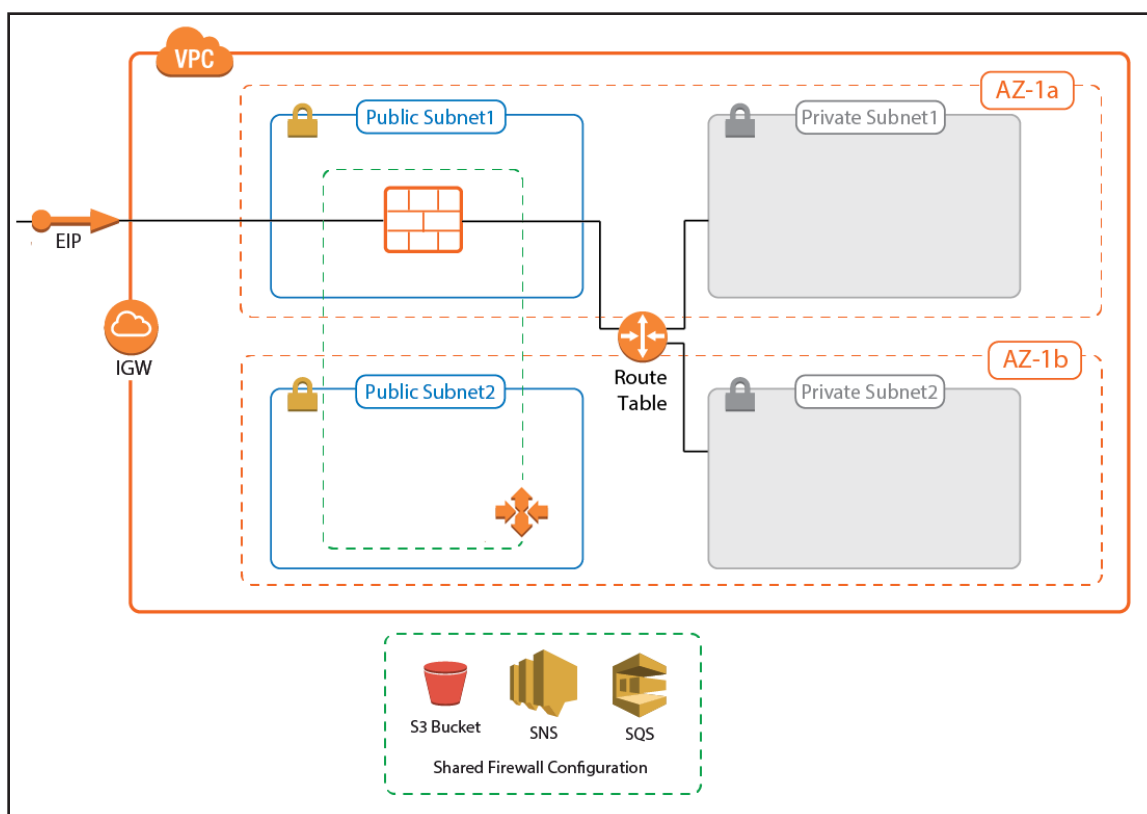 VPC
AZ-1a
Public Subnet1
Private Subnet1
EIP
IGW
Route
Table
AZ-1b
Public Subnet2
Private Subnet2
S3 Bucket
SNS
SQS
Shared Firewall Configuration